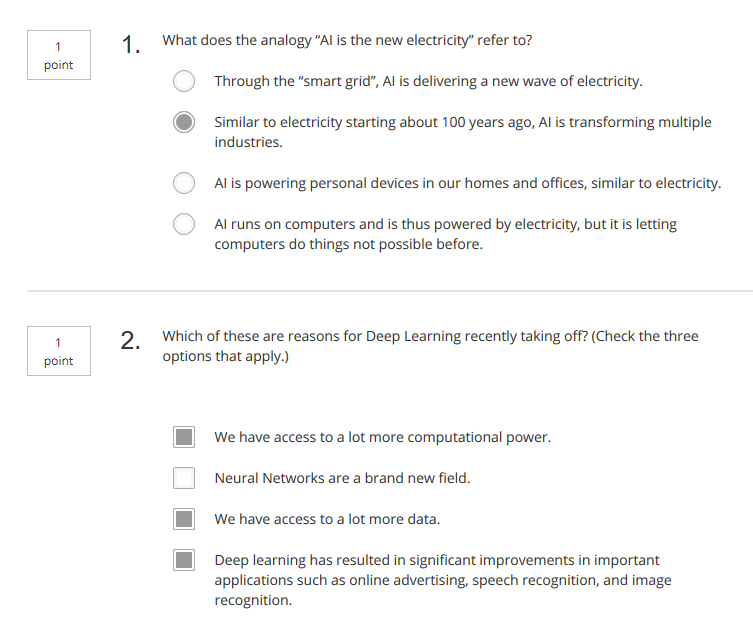 1
point
1. What does the analogy “AI is the new electricity” refer to?
Through the “smart grid”, AI is delivering a new wave of electricity.
Similar to electricity starting about 100 years ago, AI is transforming multiple
industries.
AI is powering personal devices in our homes and offices, similar to electricity.
AI runs on computers and is thus powered by electricity, but it is letting
computers do things not possible before.
1
point
2. Which of these are reasons for Deep Learning recently taking off? (Check the three
options that apply.)
We have access to a lot more computational power.
Neural Networks are a brand new field.
We have access to a lot more data.
Deep learning has resulted in significant improvements in important
applications such as online advertising, speech recognition, and image
recognition.